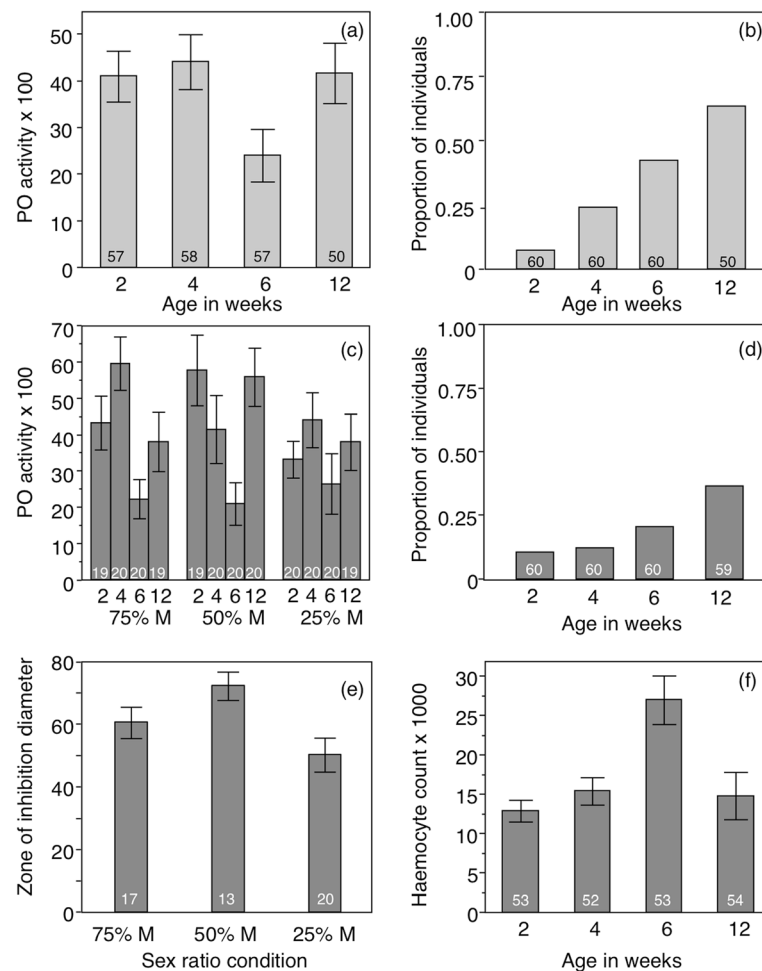 (a)
PO activity x 100
50
40
30
20
10
0
57 58 57 50
2 4 6 12
Age in weeks
(b)
Proportion of individuals
1.00
0.75
0.50
0.25
0
60 60 60 50
2 4 6 12
Age in weeks
(c)
PO activity x 100
70
60
50
40
30
20
10
0
19 20 20 19 19 20 20 20 20 20 20 19
2 4 6 12 2 4 6 12 2 4 6 12
75% M 50% M 25% M
(d)
Proportion of individuals
1.00
0.75
0.50
0.25
0
60 60 60 59
2 4 6 12
Age in weeks
(e)
Zone of inhibition diameter
80
60
40
20
0
17 13 20
75% M 50% M 25% M
Sex ratio condition
(f)
Haemocyte count x 1000
30
25
20
15
10
5
0
53 52 53 54
2 4 6 12
Age in weeks